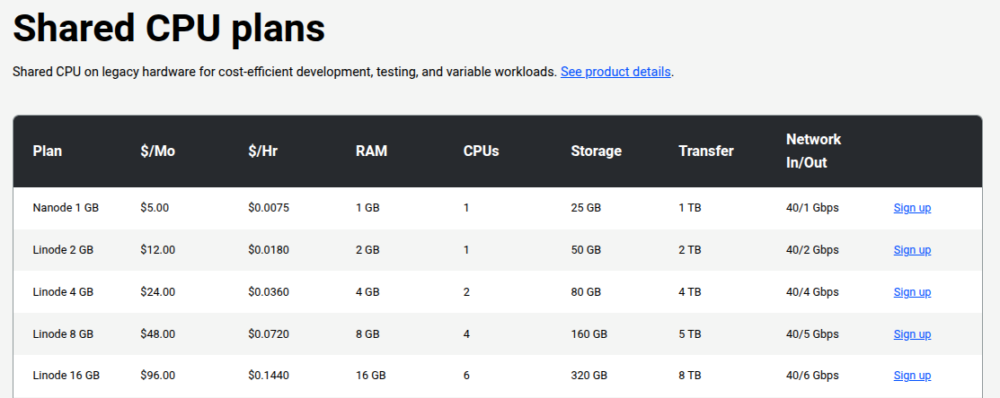 Shared CPU plans
Shared CPU on legacy hardware for cost-efficient development, testing, and variable workloads. See product details.
Plan $/Mo $/Hr RAM CPUs Storage Transfer Network In/Out
Nanode 1 GB $5.00 $0.0075 1 GB 1 25 GB 1 TB 40/1 Gbps Sign up
Linode 2 GB $12.00 $0.0180 2 GB 1 50 GB 2 TB 40/2 Gbps Sign up
Linode 4 GB $24.00 $0.0360 4 GB 2 80 GB 4 TB 40/4 Gbps Sign up
Linode 8 GB $48.00 $0.0720 8 GB 4 160 GB 5 TB 40/5 Gbps Sign up
Linode 16 GB $96.00 $0.1440 16 GB 6 320 GB 8 TB 40/6 Gbps Sign up